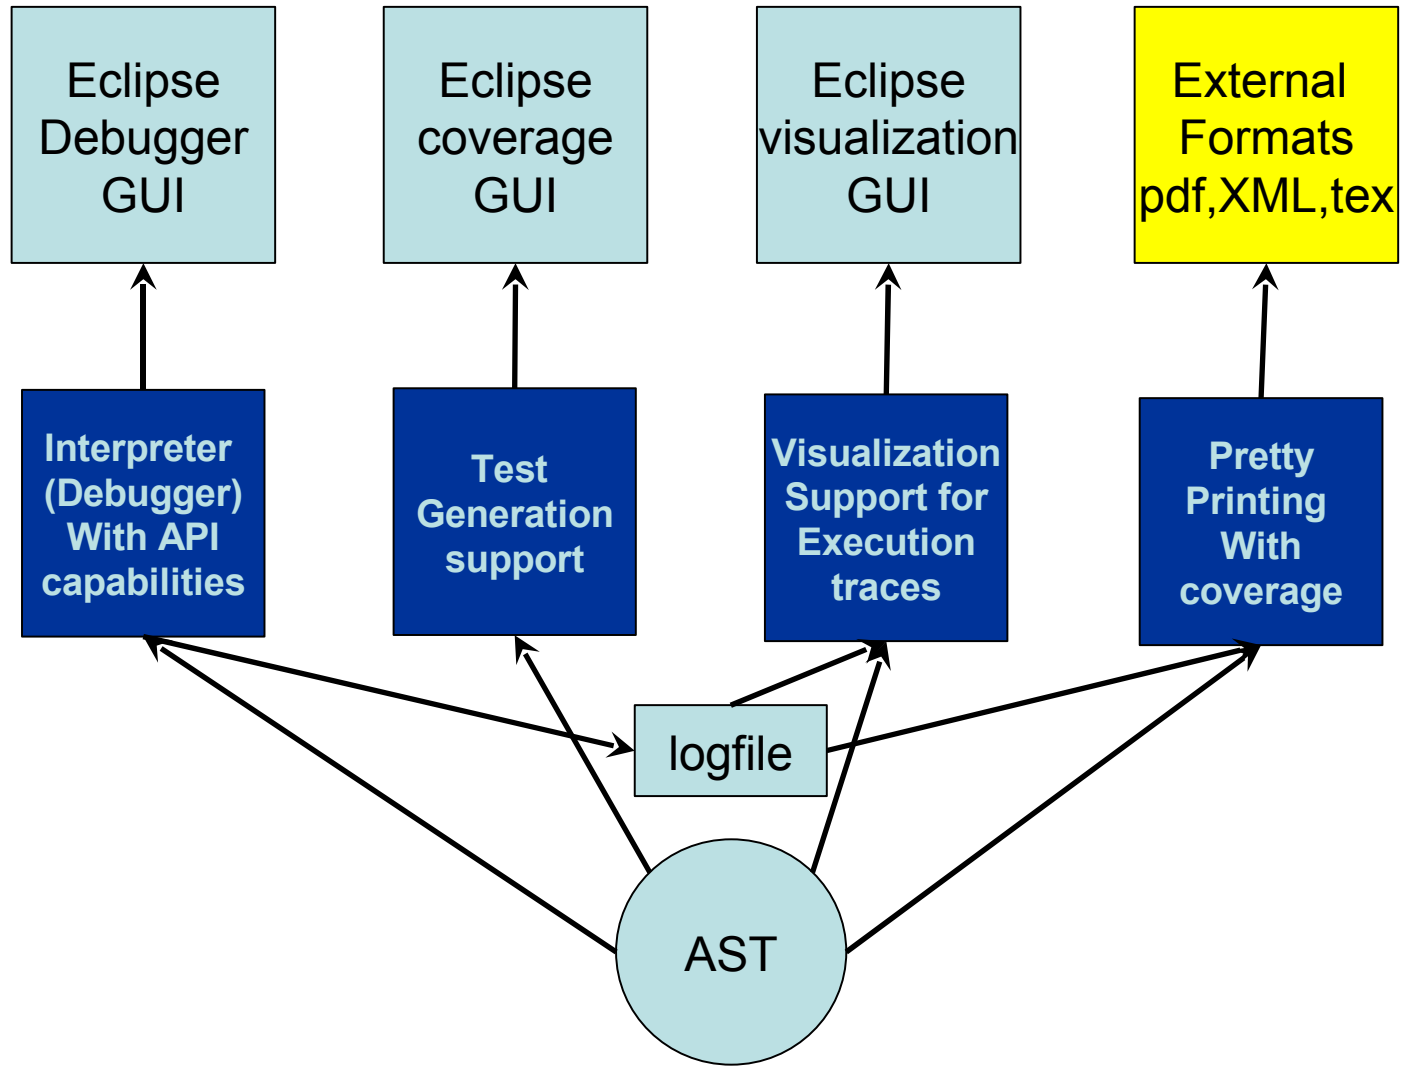 Eclipse
Debugger
GUI
Eclipse
coverage
GUI
Eclipse
visualization
GUI
External
Formats
pdf,XML,tex
Interpreter
(Debugger)
With API
capabilities
Test
Generation
support
Visualization
Support for
Execution
traces
Pretty
Printing
With
coverage
logfile
AST